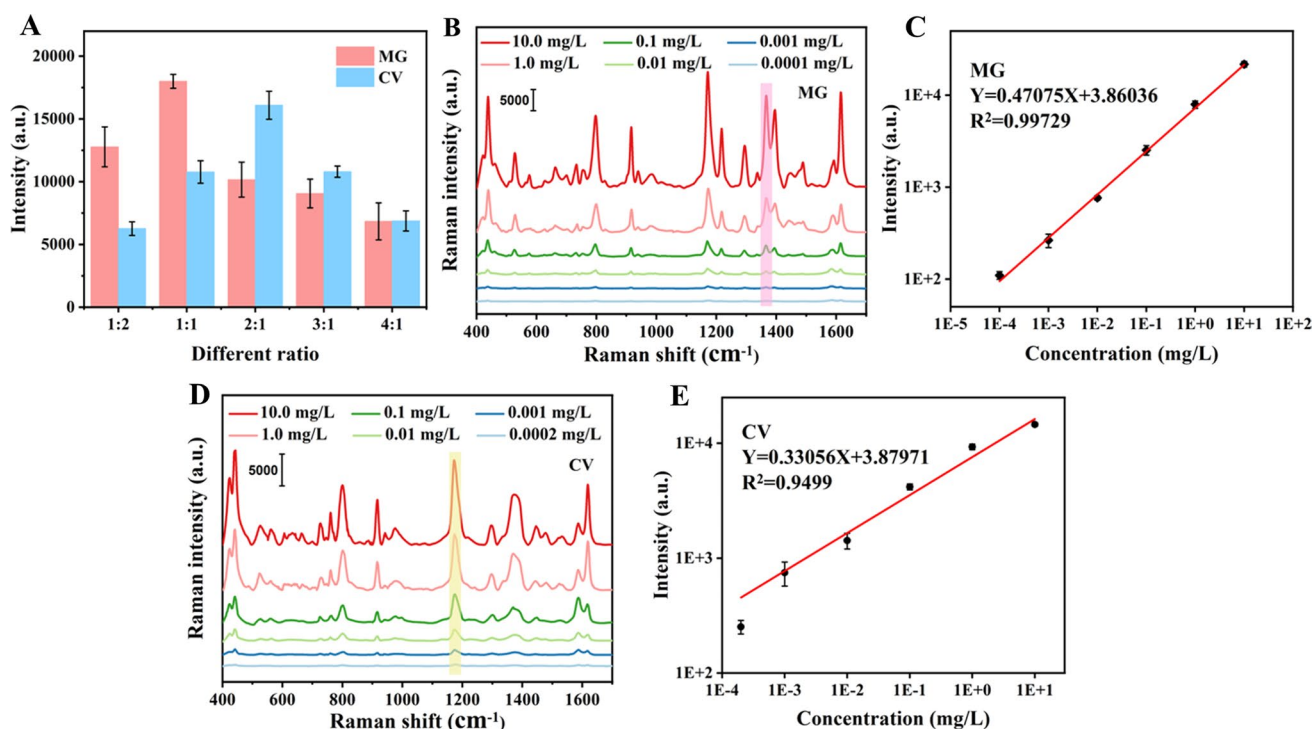 A
20000
15000
10000
5000
0
Intensity (a.u.)
MG
CV
1:2 1:1 2:1 3:1 4:1
Different ratio
B
10.0 mg/L 0.1 mg/L 0.001 mg/L
1.0 mg/L 0.01 mg/L 0.0001 mg/L
5000
MG
Raman intensity (a.u.)
400 600 800 1000 1200 1400 1600
Raman shift (cm⁻¹)
C
MG
Y=0.47075X+3.86036
R²=0.99729
1E+4
1E+3
1E+2
Intensity (a.u.)
1E-5 1E-4 1E-3 1E-2 1E-1 1E+0 1E+1 1E+2
Concentration (mg/L)
D
10.0 mg/L 0.1 mg/L 0.001 mg/L
1.0 mg/L 0.01 mg/L 0.0002 mg/L
5000
CV
Raman intensity (a.u.)
400 600 800 1000 1200 1400 1600
Raman shift (cm⁻¹)
E
CV
Y=0.33056X+3.87971
R²=0.9499
1E+4
1E+3
1E+2
Intensity (a.u.)
1E-4 1E-3 1E-2 1E-1 1E+0 1E+1
Concentration (mg/L)